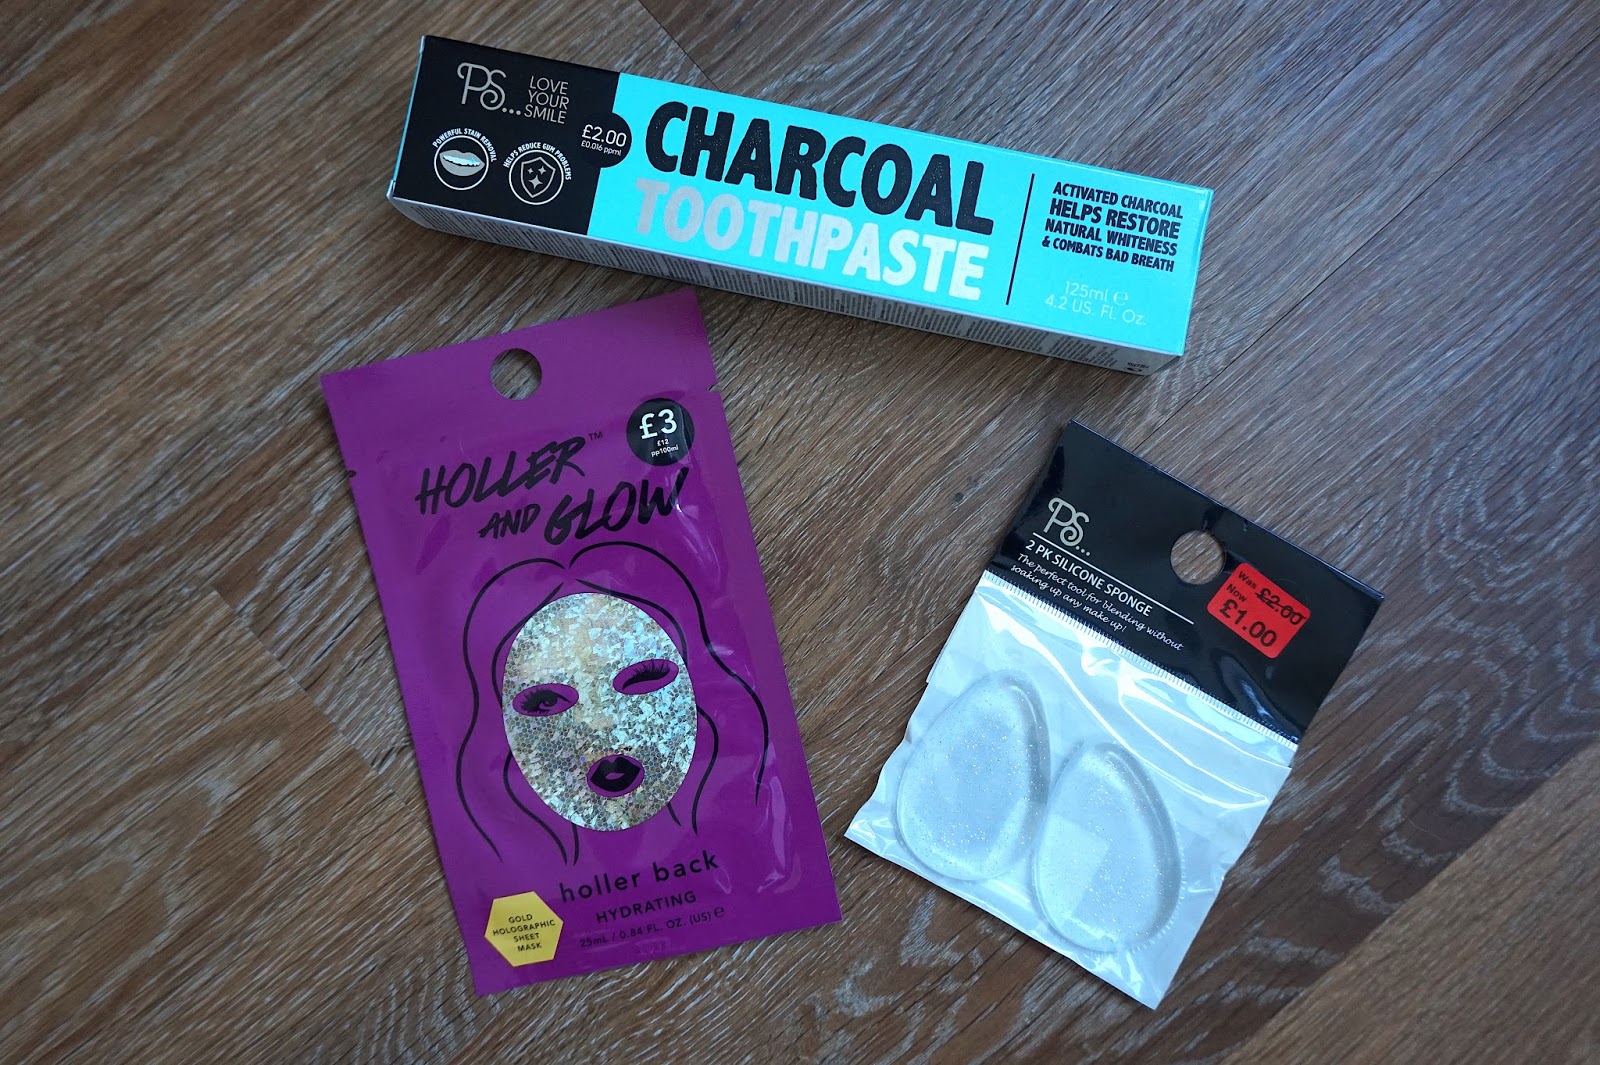 PS...
LOVE
YOUR
SMILE
POWERFUL STAIN REMOVAL
HELPS REDUCE GUM PROBLEMS
£2.00
£0.016 ppml
CHARCOAL
TOOTHPASTE
ACTIVATED CHARCOAL
HELPS RESTORE
NATURAL WHITENESS
& COMBATS BAD BREATH
125ml ℮
4.2 US. Fl. Oz.
£3
£12
pp100ml
HOLLER™
AND GLOW
holler back
HYDRATING
25mL / 0.84 FL. OZ. (US) ℮
GOLD
HOLOGRAPHIC
SHEET
MASK
PS...
2 PK SILICONE SPONGE
The perfect tool for blending without
soaking up any make up!
Was £2.00
Now
£1.00